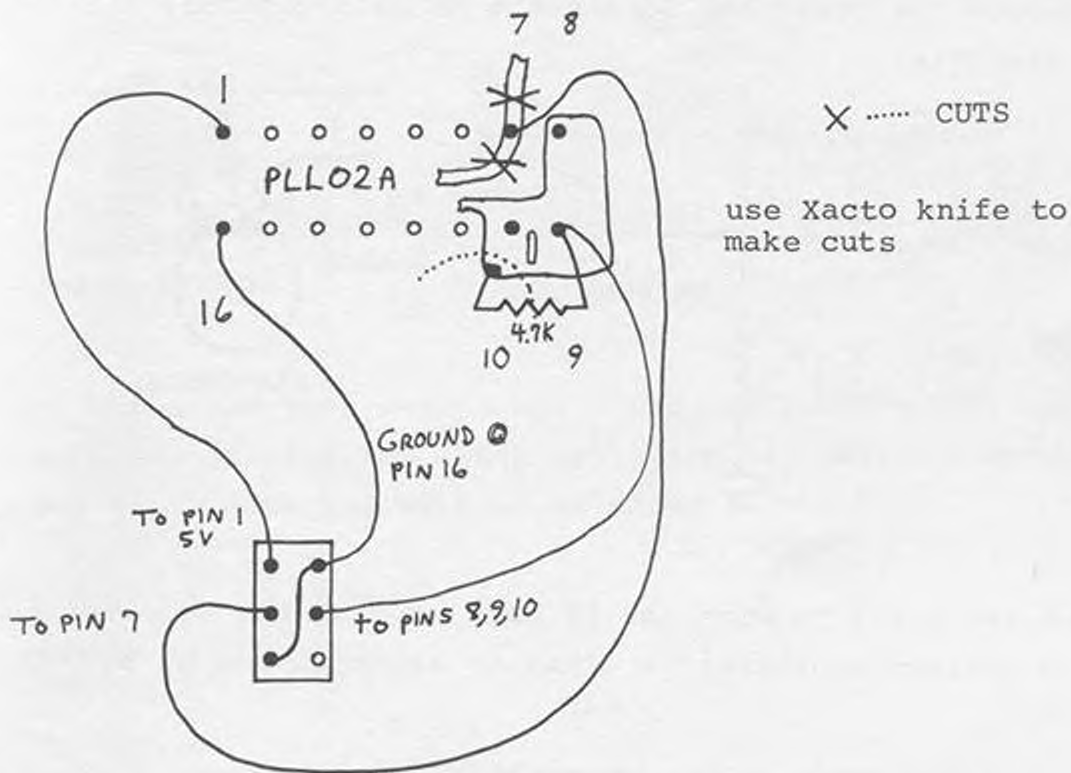 7 8
1
X ...... CUTS
PLL02A
use Xacto knife to
make cuts
16
4.7K
10 9
GROUND
PIN 16
TO PIN 1
5V
TO PIN 7
to PINS 8,9,10